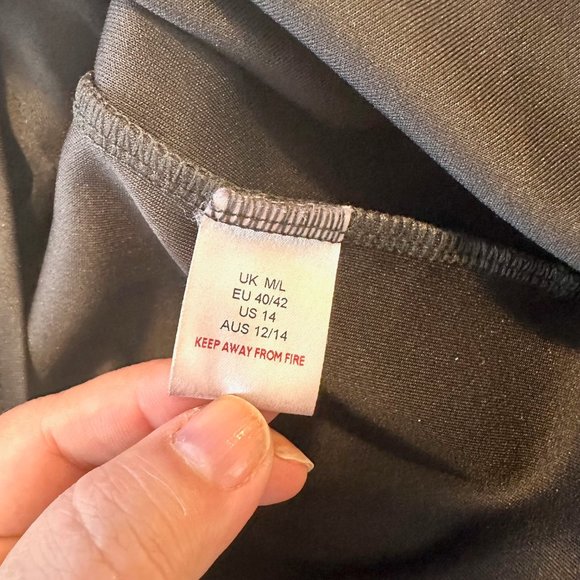 UK M/L
EU 40/42
US 14
AUS 12/14
KEEP AWAY FROM FIRE